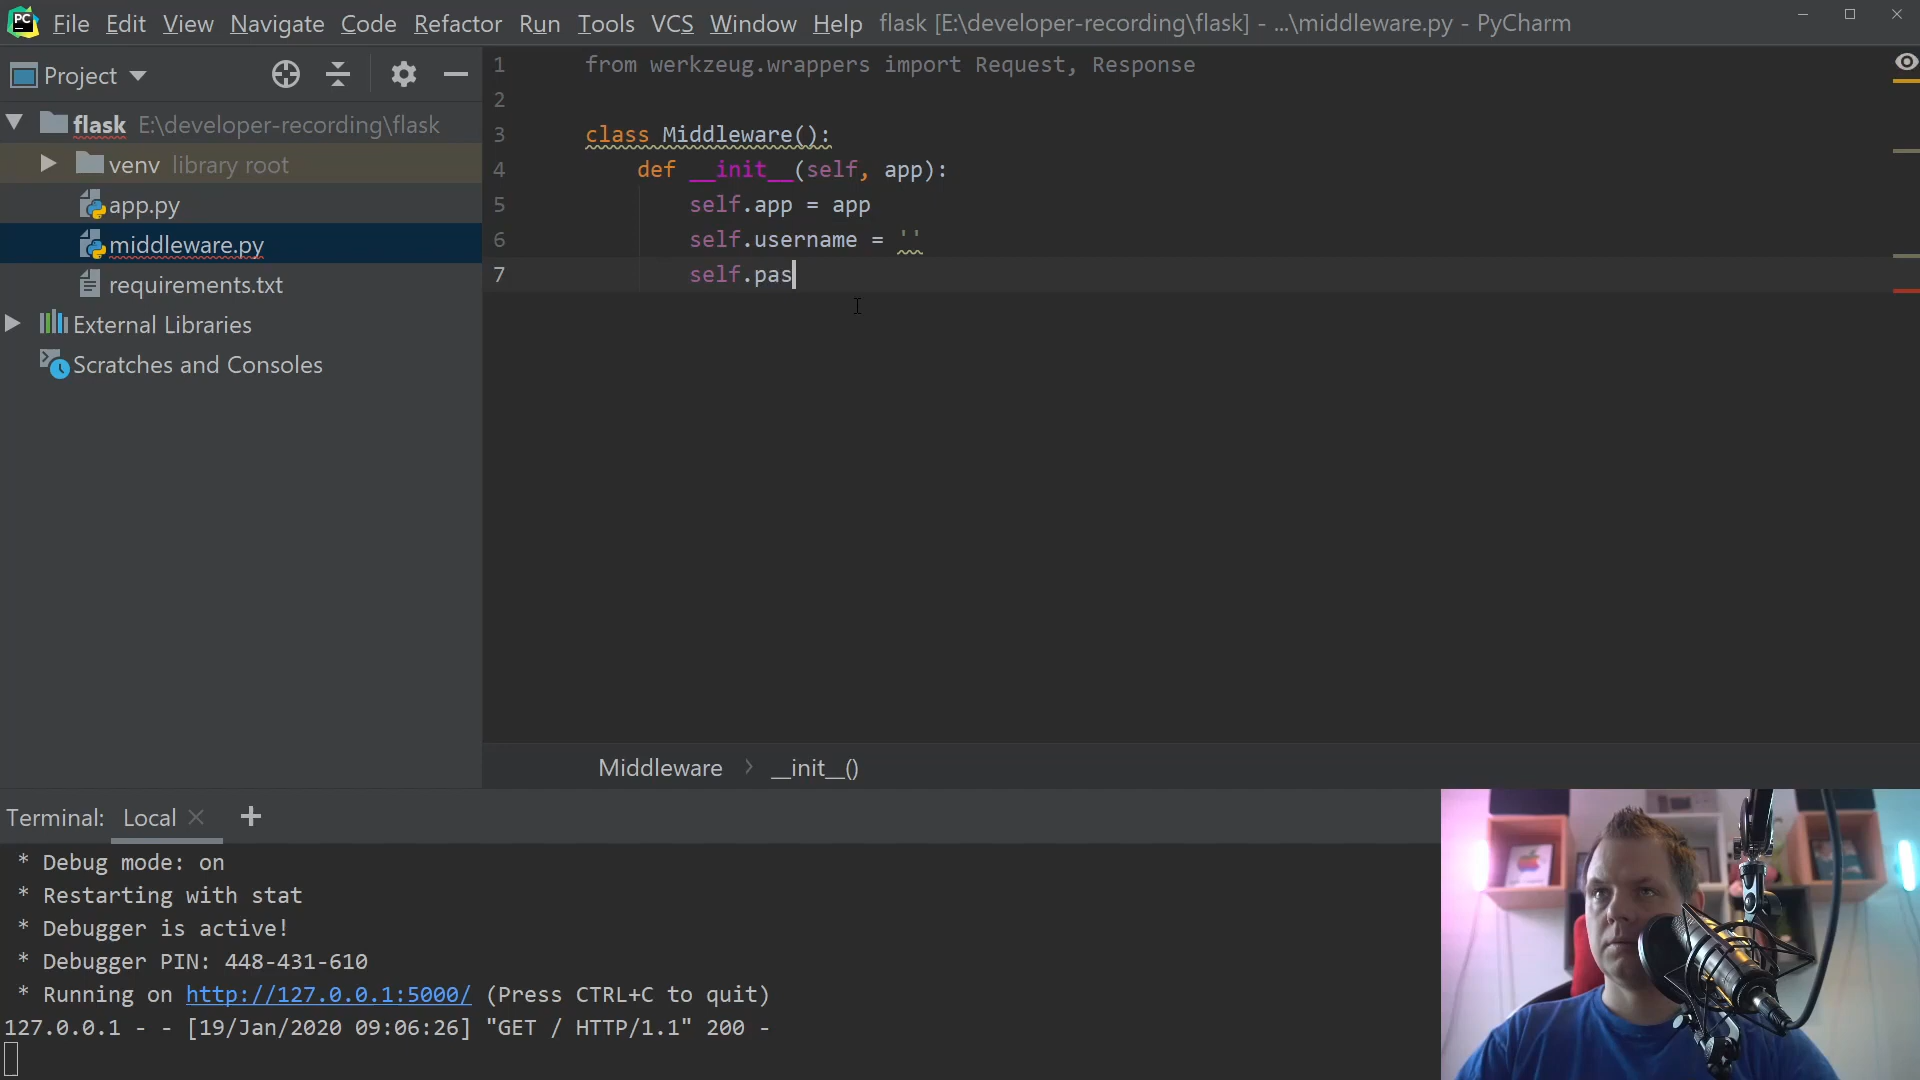 PC File Edit View Navigate Code Refactor Run Tools VCS Window Help flask [E:\developer-recording\flask] - ...\middleware.py - PyCharm
Project
flask E:\developer-recording\flask
venv library root
app.py
middleware.py
requirements.txt
External Libraries
Scratches and Consoles
1 from werkzeug.wrappers import Request, Response
2
3 class Middleware():
4 def __init__(self, app):
5 self.app = app
6 self.username = ''
7 self.pas
Middleware > __init__()
Terminal: Local × +
* Debug mode: on
* Restarting with stat
* Debugger is active!
* Debugger PIN: 448-431-610
* Running on http://127.0.0.1:5000/ (Press CTRL+C to quit)
127.0.0.1 - - [19/Jan/2020 09:06:26] "GET / HTTP/1.1" 200 -